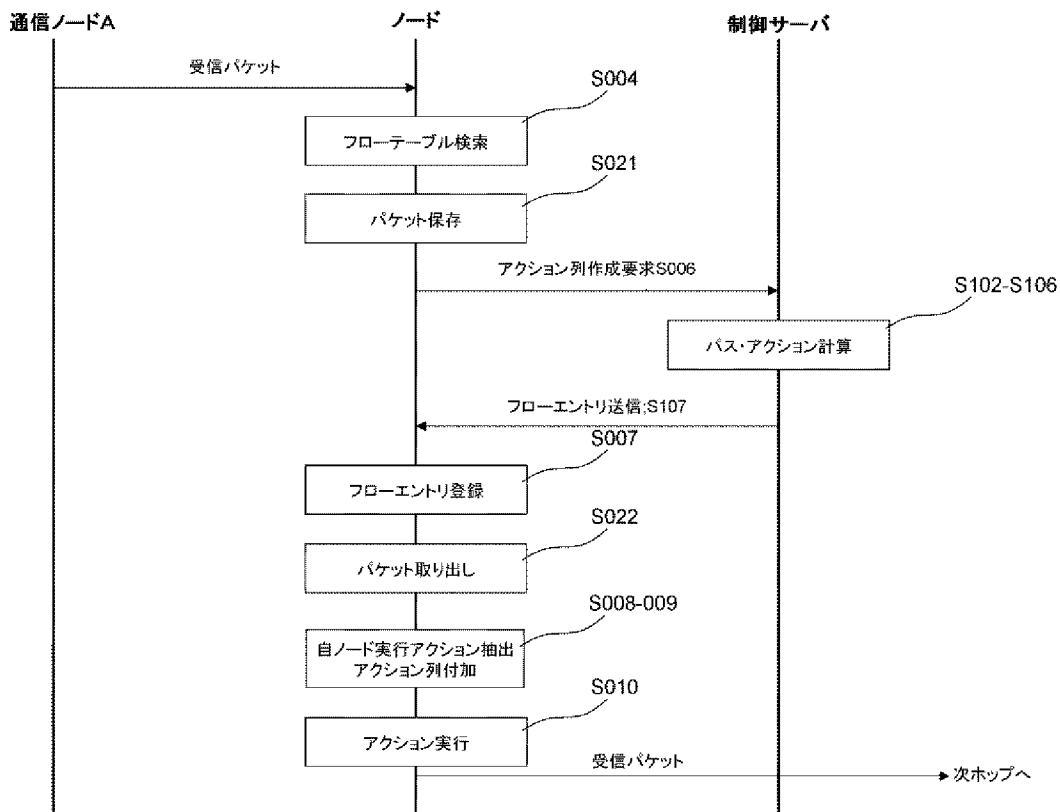 通信ノードA
ノード
制御サーバ
受信パケット
S004
フローテーブル検索
S021
パケット保存
アクション列作成要求S006
S102-S106
パス・アクション計算
フローエントリ送信;S107
S007
フローエントリ登録
S022
パケット取り出し
S008-009
自ノード実行アクション抽出
アクション列付加
S010
アクション実行
受信パケット
次ホップへ